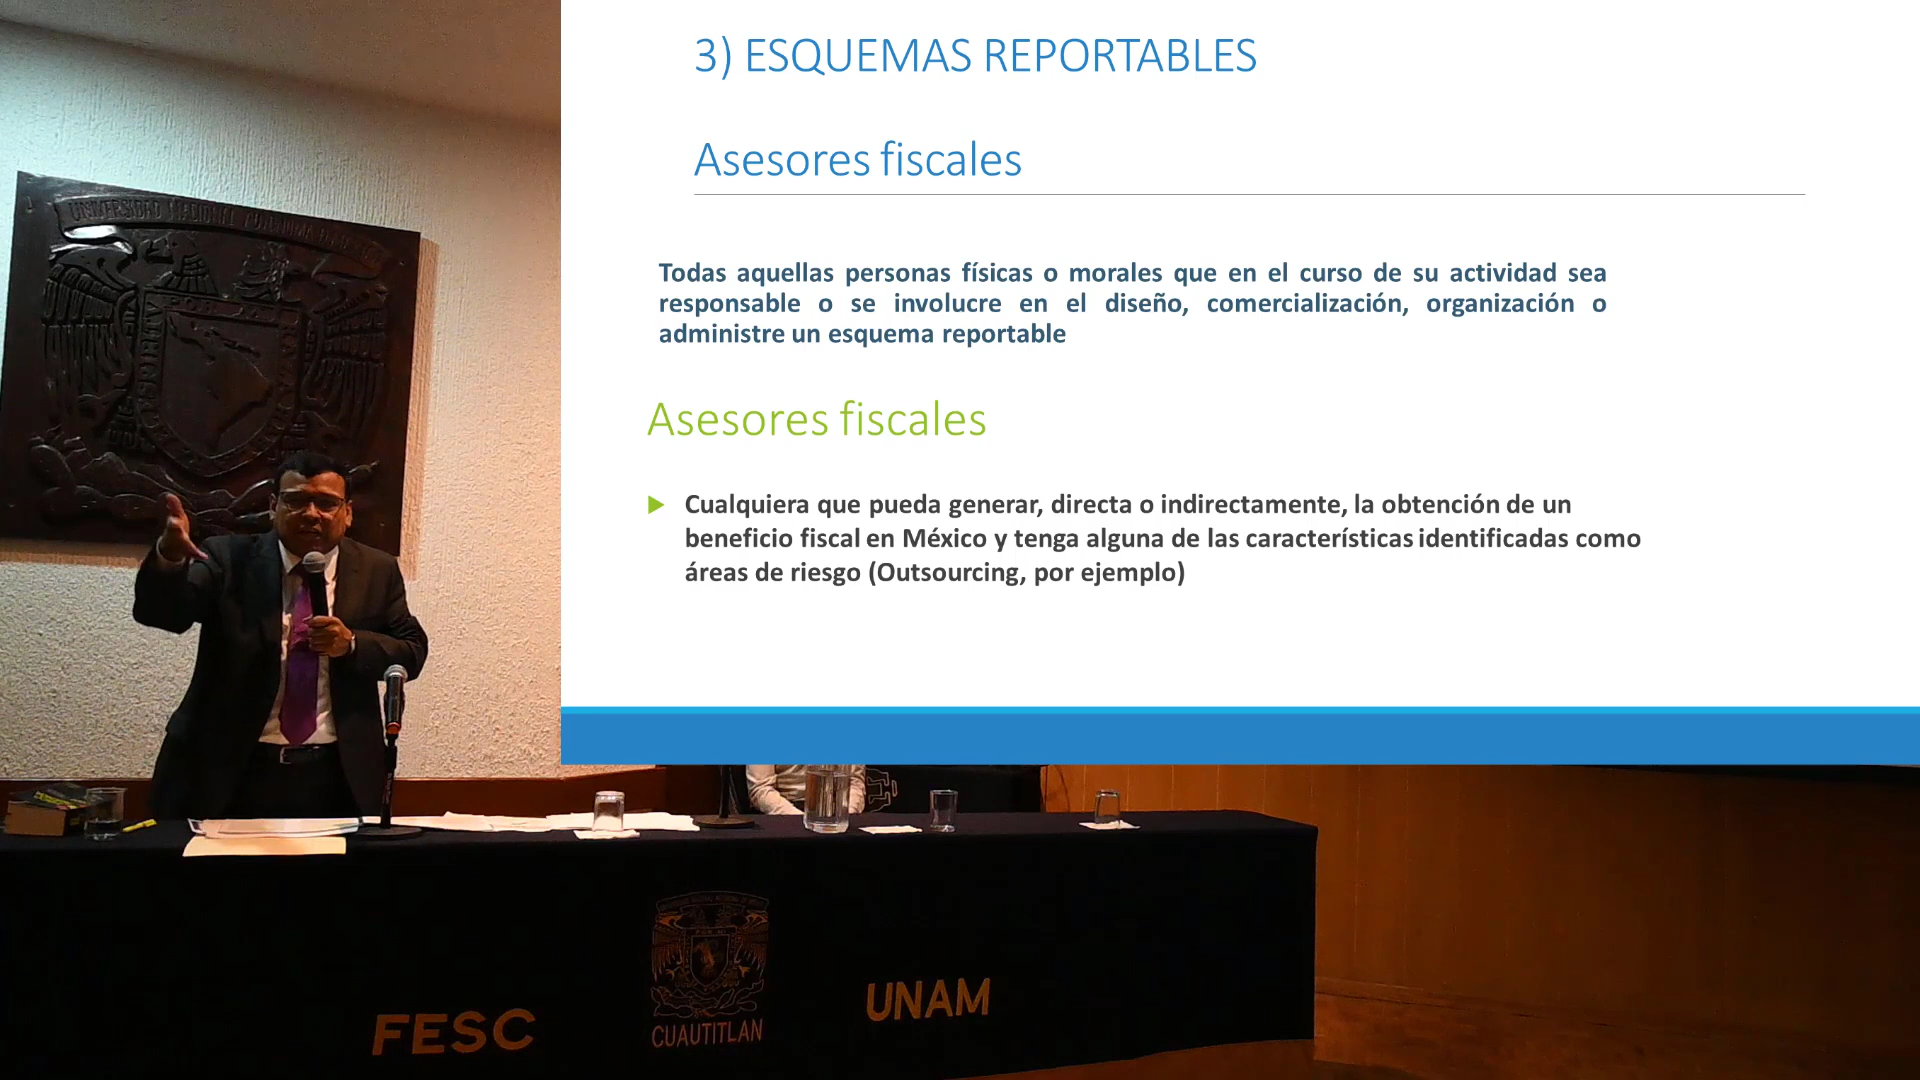 3) ESQUEMAS REPORTABLES
Asesores fiscales
Todas aquellas personas físicas o morales que en el curso de su actividad sea
responsable o se involucre en el diseño, comercialización, organización o
administre un esquema reportable
Asesores fiscales
Cualquiera que pueda generar, directa o indirectamente, la obtención de un
beneficio fiscal en México y tenga alguna de las características identificadas como
áreas de riesgo (Outsourcing, por ejemplo)
UNIVERSIDAD NACIONAL
FESC
CUAUTITLAN
UNAM